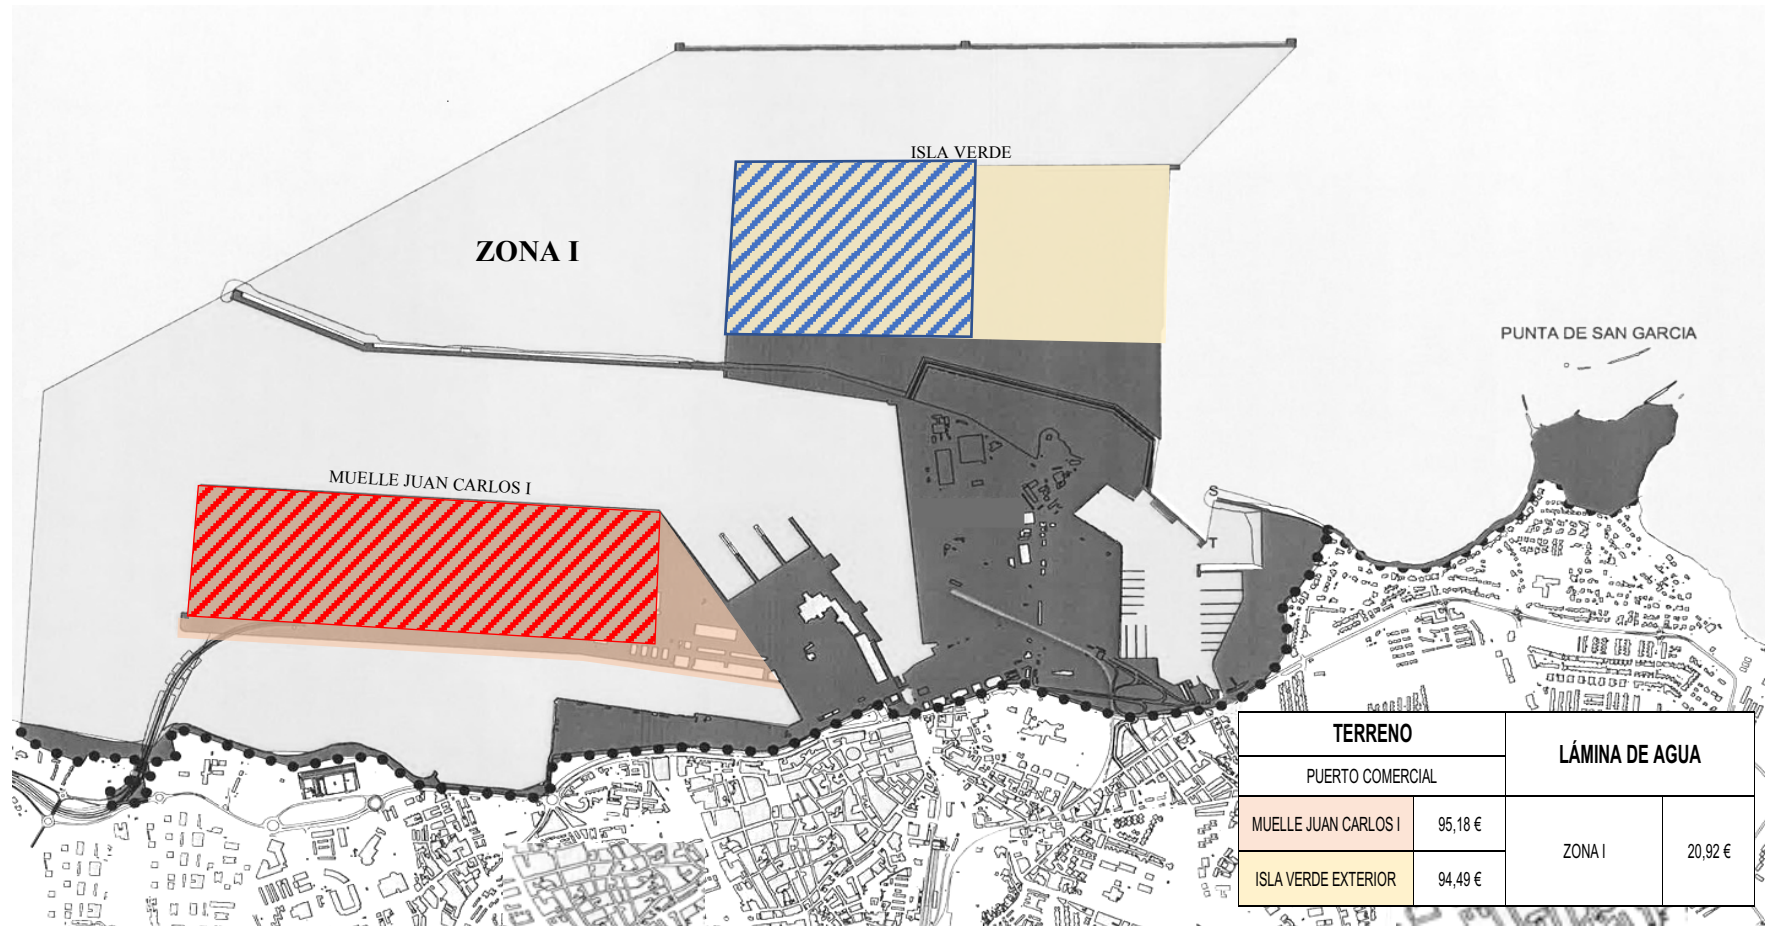 ISLA VERDE
ZONA I
PUNTA DE SAN GARCIA
MUELLE JUAN CARLOS I
S
T
TERRENO
LÁMINA DE AGUA
PUERTO COMERCIAL
MUELLE JUAN CARLOS I 95,18 €
ZONA I 20,92 €
ISLA VERDE EXTERIOR 94,49 €